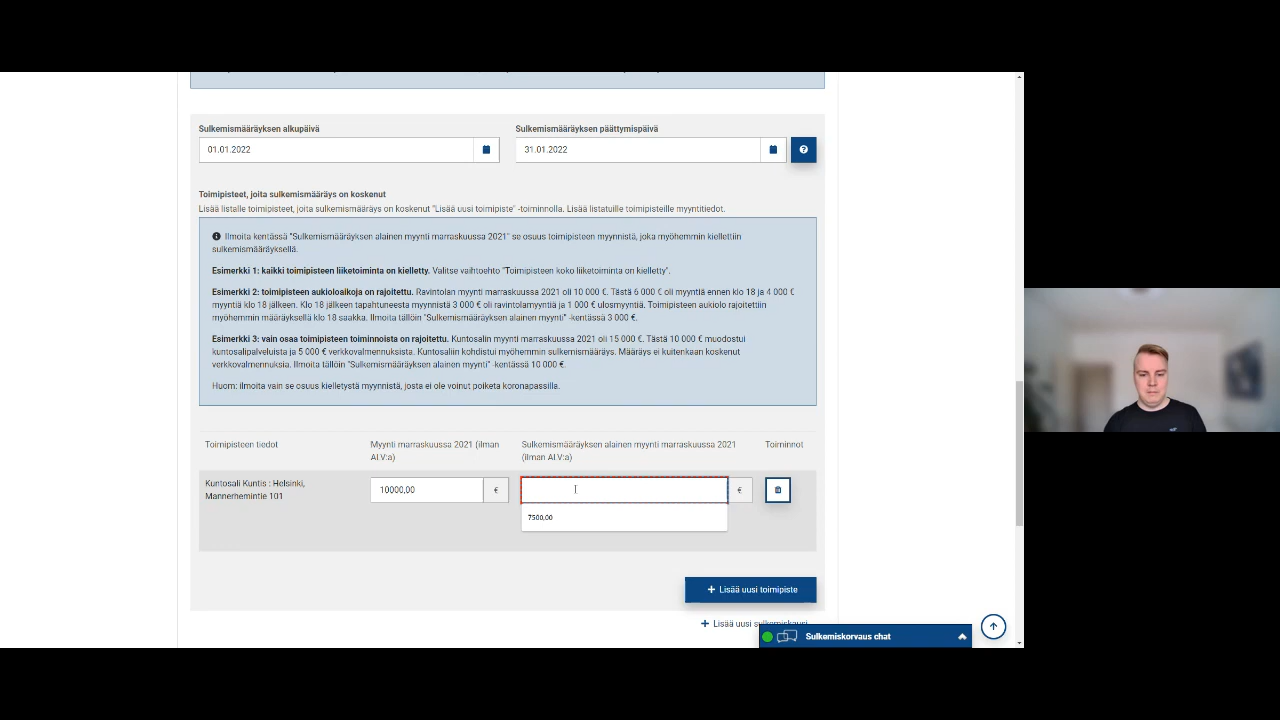 Sulkemismääräyksen alkupäivä
Sulkemismääräyksen päättymispäivä
01.01.2022
31.01.2022
Toimipisteet, joita sulkemismääräys on koskenut
Lisää listalle toimipisteet, joita sulkemismääräys on koskenut "Lisää uusi toimipiste" -toiminnolla. Lisää listatuille toimipisteille myyntitiedot.
Ilmoita kentässä "Sulkemismääräyksen alainen myynti marraskuussa 2021" se osuus toimipisteen myynnistä, joka myöhemmin kiellettiin
sulkemismääräyksellä.
Esimerkki 1: kaikki toimipisteen liiketoiminta on kielletty. Valitse vaihtoehto "Toimipisteen koko liiketoiminta on kielletty".
Esimerkki 2: toimipisteen aukioloaikoja on rajoitettu. Ravintolan myynti marraskuussa 2021 oli 10 000 €. Tästä 6 000 € oli myyntiä ennen klo 18 ja 4 000 €
myyntiä klo 18 jälkeen. Klo 18 jälkeen tapahtuneesta myynnistä 3 000 € oli ravintolamyyntiä ja 1 000 € ulosmyyntiä. Toimipisteen aukiolo rajoitettiin
myöhemmin määräyksellä klo 18 saakka. Ilmoita tällöin "Sulkemismääräyksen alainen myynti" -kentässä 3 000 €.
Esimerkki 3: vain osaa toimipisteen toiminnoista on rajoitettu. Kuntosalin myynti marraskuussa 2021 oli 15 000 €. Tästä 10 000 € muodostui
kuntosalipalveluista ja 5 000 € verkkovalmennuksista. Kuntosaliin kohdistui myöhemmin sulkemismääräys. Määräys ei kuitenkaan koskenut
verkkovalmennuksia. Ilmoita tällöin "Sulkemismääräyksen alainen myynti" -kentässä 10 000 €.
Huom: ilmoita vain se osuus kielletystä myynnistä, josta ei ole voinut poiketa koronapassilla.
Toimipisteen tiedot
Myynti marraskuussa 2021 (ilman
ALV:a)
Sulkemismääräyksen alainen myynti marraskuussa 2021
(ilman ALV:a)
Toiminnot
Kuntosali Kuntis : Helsinki,
Mannerheimintie 101
10000,00
€
€
7500,00
+ Lisää uusi toimipiste
+ Lisää uusi sulkemiskausi
Sulkemiskorvaus chat